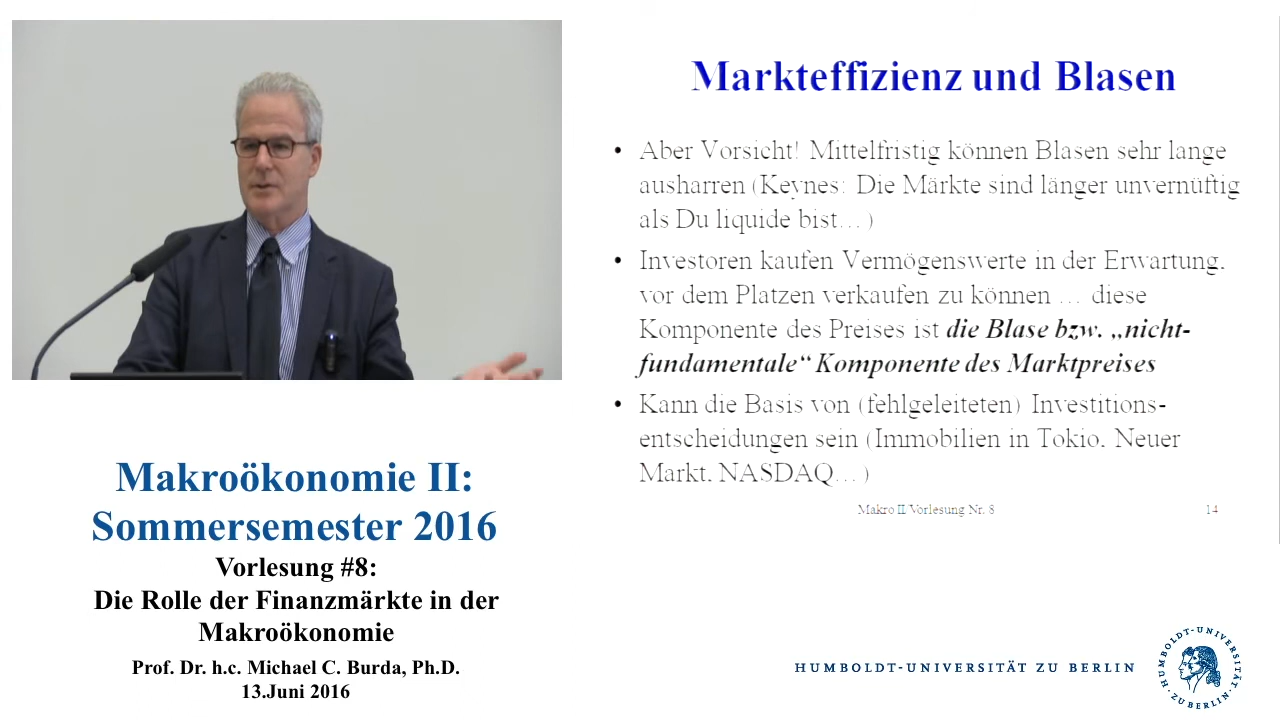 Markteffizienz und Blasen
• Aber Vorsicht! Mittelfristig können Blasen sehr lange
ausharren (Keynes: Die Märkte sind länger unvernüftig
als Du liquide bist…)
• Investoren kaufen Vermögenswerte in der Erwartung,
vor dem Platzen verkaufen zu können … diese
Komponente des Preises ist die Blase bzw. „nicht-
fundamentale“ Komponente des Marktpreises
• Kann die Basis von (fehlgeleiteten) Investitions-
entscheidungen sein (Immobilien in Tokio, Neuer
Markt, NASDAQ…)
Makro II/Vorlesung Nr. 8
14
Makroökonomie II:
Sommersemester 2016
Vorlesung #8:
Die Rolle der Finanzmärkte in der
Makroökonomie
Prof. Dr. h.c. Michael C. Burda, Ph.D.
13.Juni 2016
HUMBOLDT-UNIVERSITÄT ZU BERLIN
HUMBOLDT-UNIVERSITÄT
ZU BERLIN